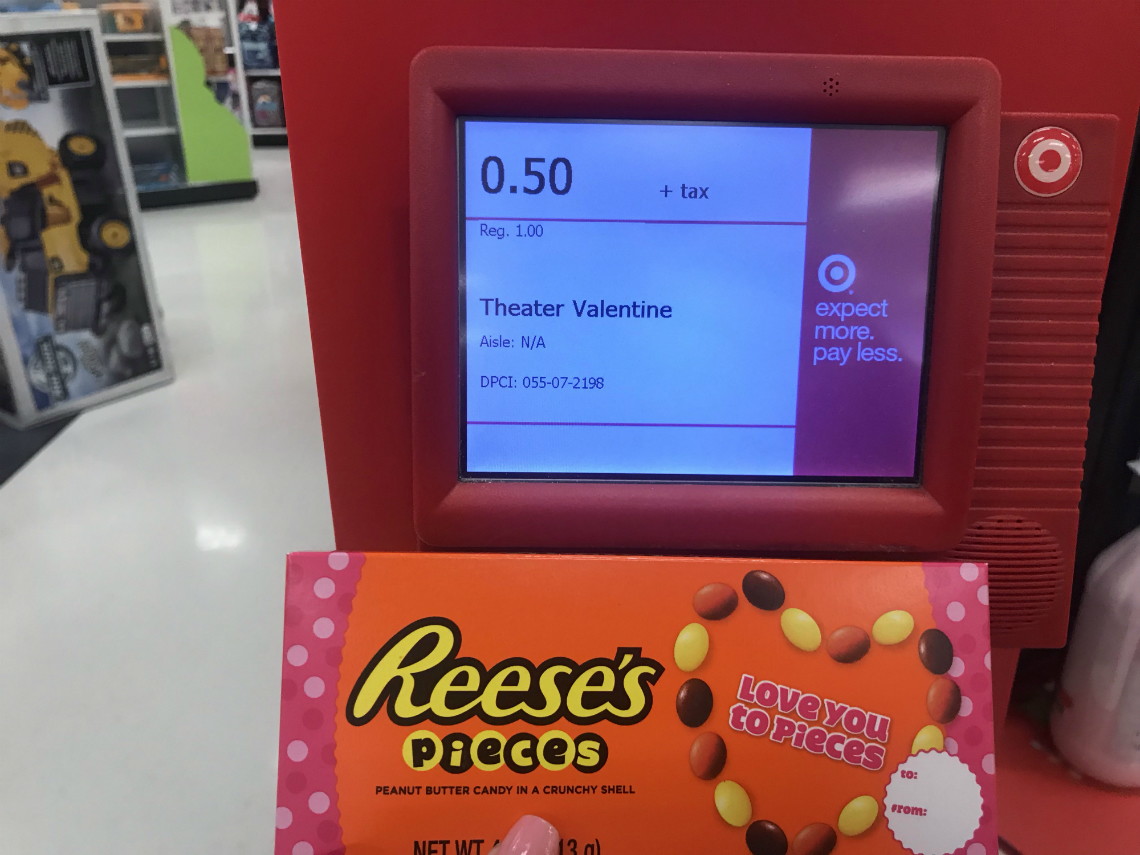 0.50
+ tax
Reg. 1.00
Theater Valentine
Aisle: N/A
DPCI: 055-07-2198
expect
more.
pay less.
Reese's
pieces
PEANUT BUTTER CANDY IN A CRUNCHY SHELL
LOVE YOU
to PIECES
to:
from:
NET WT 13 g)